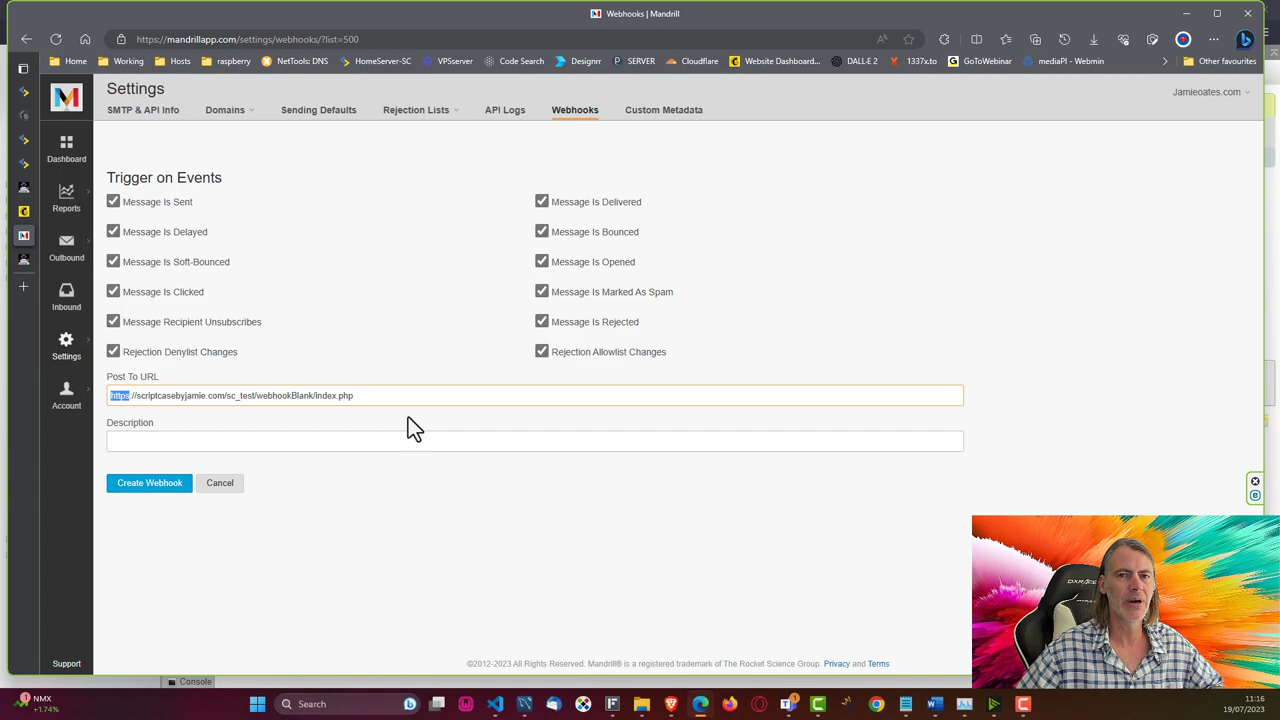 Webhooks | Mandrill
https://mandrillapp.com/settings/webhooks/?list=500
Home Working Hosts raspberry NetTools: DNS HomeServer-SC VPServer Code Search Designrr SERVER Cloudflare Website Dashboard... DALL·E 2 1337x.to GoToWebinar mediaPI - Webmin Other favourites
Settings
Jamieoates.com
SMTP & API Info Domains Sending Defaults Rejection Lists API Logs Webhooks Custom Metadata
Dashboard
Reports
Outbound
Inbound
Settings
Account
Support
Trigger on Events
Message Is Sent Message Is Delivered
Message Is Delayed Message Is Bounced
Message Is Soft-Bounced Message Is Opened
Message Is Clicked Message Is Marked As Spam
Message Recipient Unsubscribes Message Is Rejected
Rejection Denylist Changes Rejection Allowlist Changes
Post To URL
https://scriptcasebyjamie.com/sc_test/webhookBlank/index.php
Description
Create Webhook Cancel
©2012-2023 All Rights Reserved. Mandrill® is a registered trademark of The Rocket Science Group. Privacy and Terms
Console
NMX
+1.74%
Search
11:16
19/07/2023